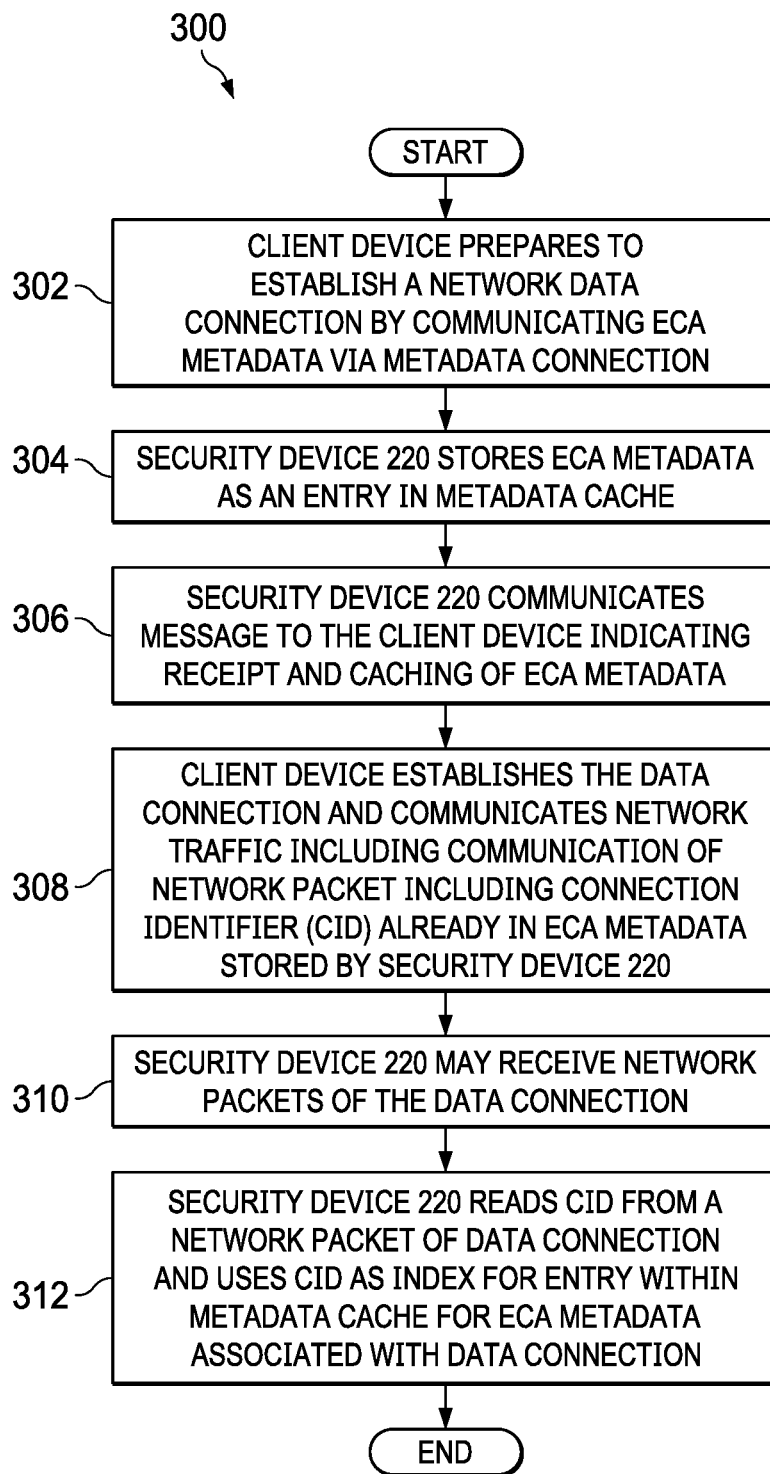 300
START
302
CLIENT DEVICE PREPARES TO
ESTABLISH A NETWORK DATA
CONNECTION BY COMMUNICATING ECA
METADATA VIA METADATA CONNECTION
304
SECURITY DEVICE 220 STORES ECA METADATA
AS AN ENTRY IN METADATA CACHE
306
SECURITY DEVICE 220 COMMUNICATES
MESSAGE TO THE CLIENT DEVICE INDICATING
RECEIPT AND CACHING OF ECA METADATA
308
CLIENT DEVICE ESTABLISHES THE DATA
CONNECTION AND COMMUNICATES NETWORK
TRAFFIC INCLUDING COMMUNICATION OF
NETWORK PACKET INCLUDING CONNECTION
IDENTIFIER (CID) ALREADY IN ECA METADATA
STORED BY SECURITY DEVICE 220
310
SECURITY DEVICE 220 MAY RECEIVE NETWORK
PACKETS OF THE DATA CONNECTION
312
SECURITY DEVICE 220 READS CID FROM A
NETWORK PACKET OF DATA CONNECTION
AND USES CID AS INDEX FOR ENTRY WITHIN
METADATA CACHE FOR ECA METADATA
ASSOCIATED WITH DATA CONNECTION
END